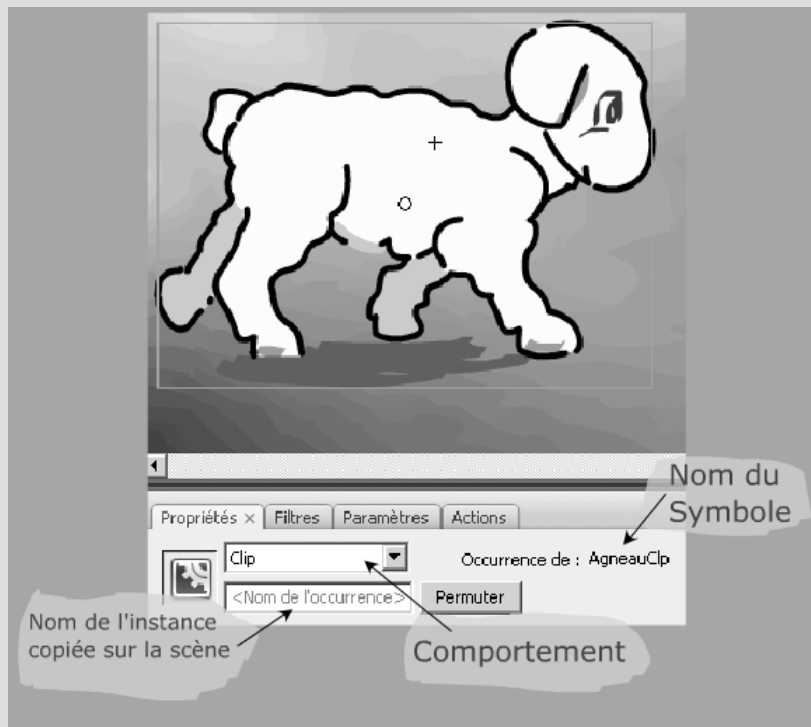 Nom du
Symbole
Propriétés × Filtres Paramètres Actions
Clip Occurrence de : AgneauClp
<Nom de l'occurrence> Permuter
Nom de l'instance
copiée sur la scène
Comportement